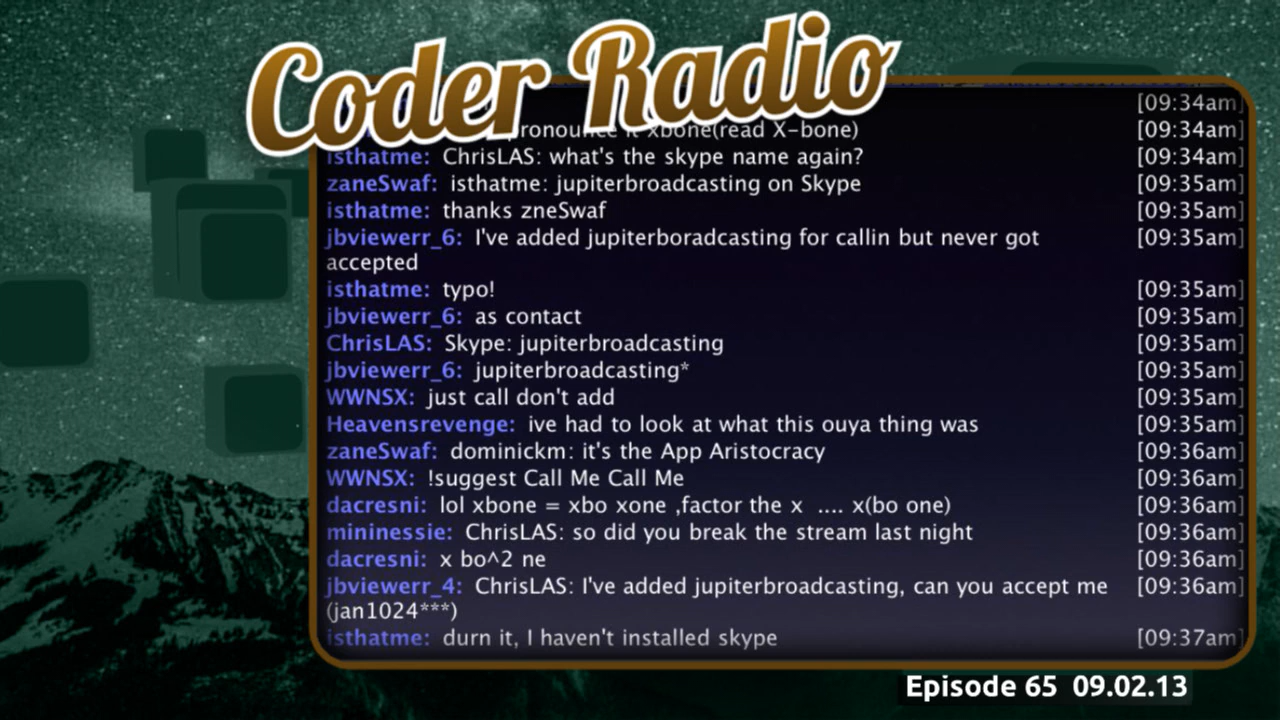 Coder Radio
[09:34am]
pronounce it xbone(read X-bone) [09:34am]
isthatme: ChrisLAS: what's the skype name again? [09:34am]
zaneSwaf: isthatme: jupiterbroadcasting on Skype [09:35am]
isthatme: thanks zneSwaf [09:35am]
jbviewerr_6: I've added jupiterboradcasting for callin but never got [09:35am]
accepted
isthatme: typo! [09:35am]
jbviewerr_6: as contact [09:35am]
ChrisLAS: Skype: jupiterbroadcasting [09:35am]
jbviewerr_6: jupiterbroadcasting* [09:35am]
WWNSX: just call don't add [09:35am]
Heavensrevenge: ive had to look at what this ouya thing was [09:35am]
zaneSwaf: dominickm: it's the App Aristocracy [09:36am]
WWNSX: !suggest Call Me Call Me [09:36am]
dacresni: lol xbone = xbo xone ,factor the x .... x(bo one) [09:36am]
mininessie: ChrisLAS: so did you break the stream last night [09:36am]
dacresni: x bo^2 ne [09:36am]
jbviewerr_4: ChrisLAS: I've added jupiterbroadcasting, can you accept me [09:36am]
(jan1024***)
isthatme: durn it, I haven't installed skype [09:37am]
Episode 65 09.02.13